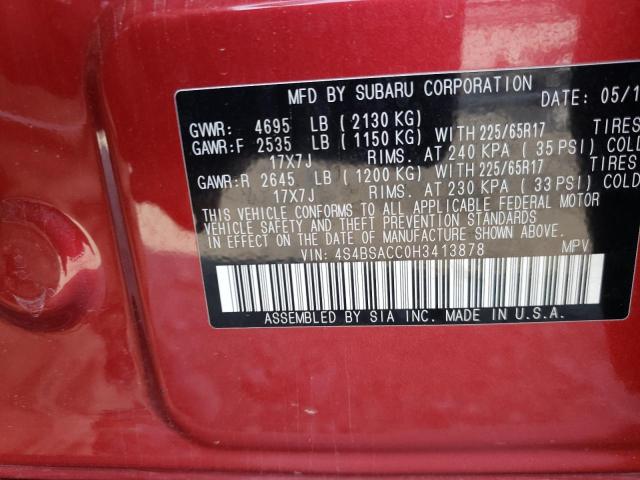 MFD BY SUBARU CORPORATION
DATE: 05/1
GVWR: 4695 LB (2130 KG)
GAWR:F 2535 LB (1150 KG) WITH 225/65R17 TIRES
17X7J RIMS. AT 240 KPA (35 PSI) COLD
GAWR:R 2645 LB (1200 KG) WITH 225/65R17 TIRES
17X7J RIMS. AT 230 KPA (33 PSI) COLD
THIS VEHICLE CONFORMS TO ALL APPLICABLE FEDERAL MOTOR
VEHICLE SAFETY AND THEFT PREVENTION STANDARDS
IN EFFECT ON THE DATE OF MANUFACTURE SHOWN ABOVE.
VIN: 4S4BSACC0H3413878 MPV
ASSEMBLED BY SIA INC. MADE IN U.S.A.